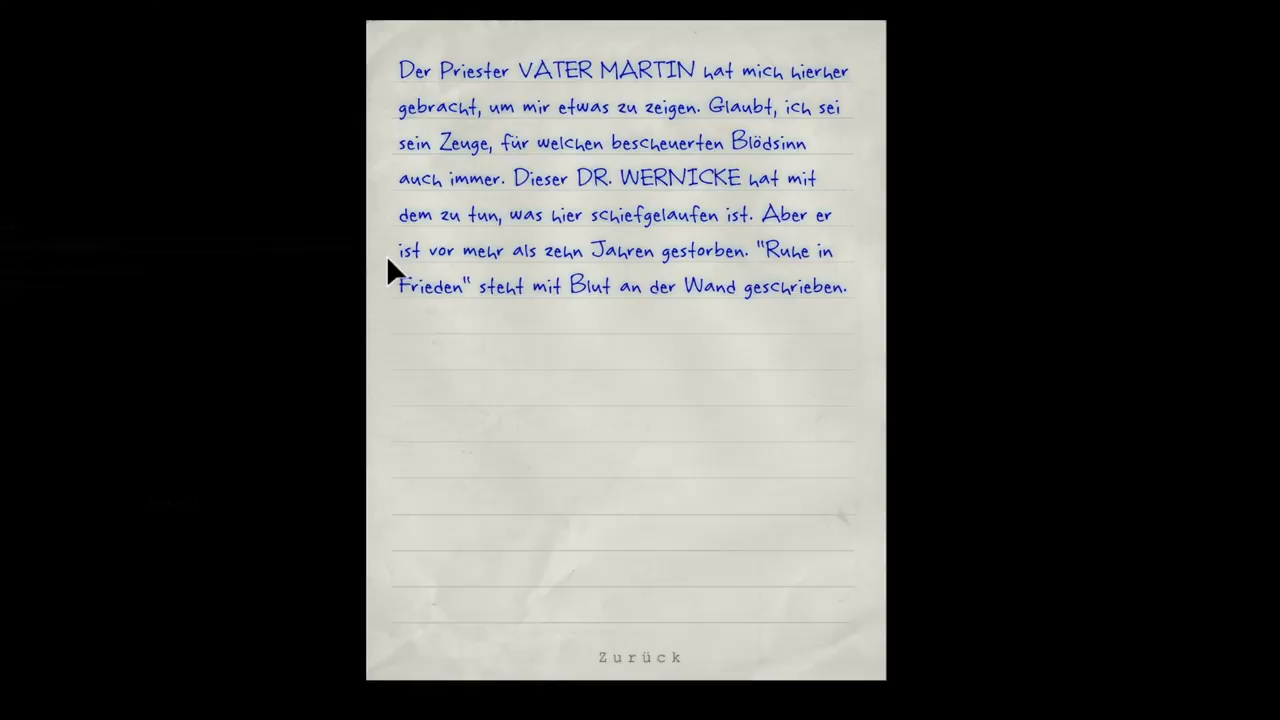 Der Priester VATER MARTIN hat mich hierher
gebracht, um mir etwas zu zeigen. Glaubt, ich sei
sein Zeuge, für welchen bescheuerten Blödsinn
auch immer. Dieser DR. WERNICKE hat mit
dem zu tun, was hier schiefgelaufen ist. Aber er
ist vor mehr als zehn Jahren gestorben. "Ruhe in
Frieden" steht mit Blut an der Wand geschrieben.
Zurück